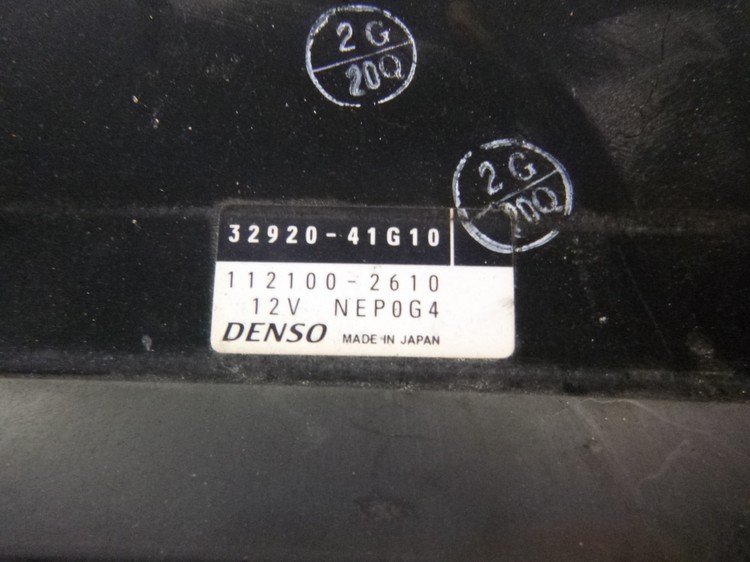 2G
20Q
2G
20Q
32920-41G10
112100-2610
12V NEP0G4
DENSO MADE IN JAPAN